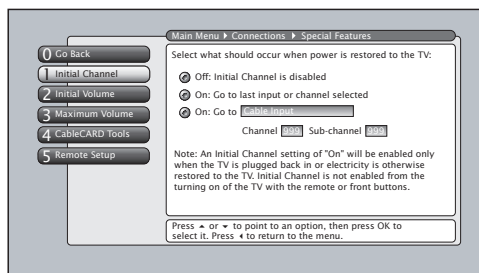 Main Menu ▸ Connections ▸ Special Features
0 Go Back
1 Initial Channel
2 Initial Volume
3 Maximum Volume
4 CableCARD Tools
5 Remote Setup
Select what should occur when power is restored to the TV:
Off: Initial Channel is disabled
On: Go to last input or channel selected
On: Go to Cable Input
Channel 999 Sub-channel 999
Note: An Initial Channel setting of "On" will be enabled only
when the TV is plugged back in or electricity is otherwise
restored to the TV. Initial Channel is not enabled from the
turning on of the TV with the remote or front buttons.
Press ▴ or ▾ to point to an option, then press OK to
select it. Press ◂ to return to the menu.